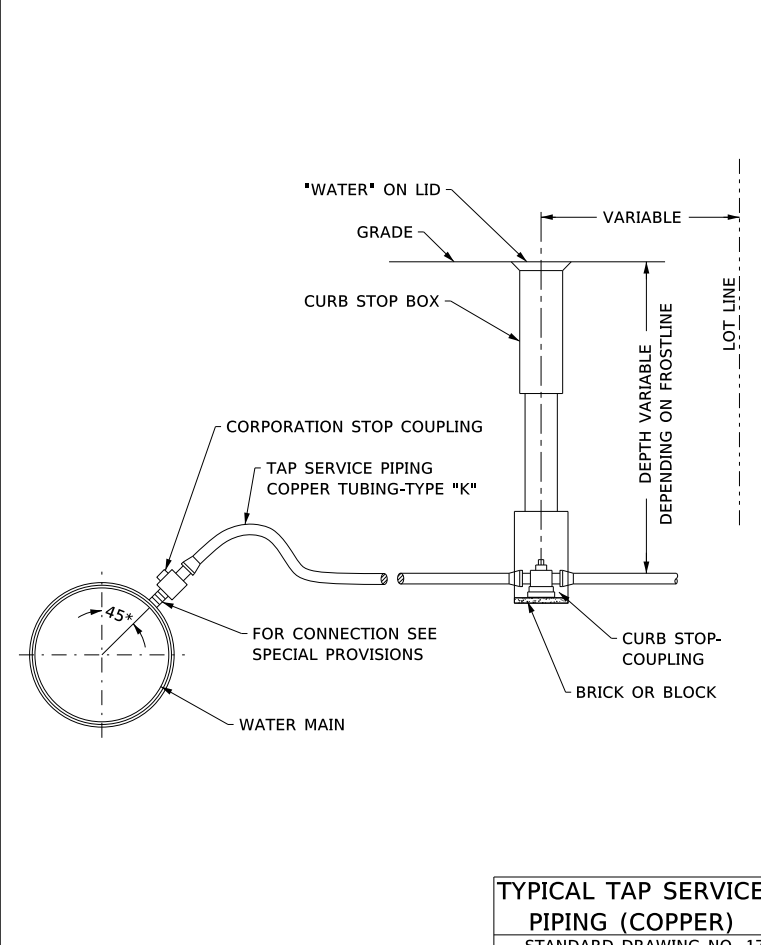 "WATER" ON LID
VARIABLE
GRADE
CURB STOP BOX
LOT LINE
DEPTH VARIABLE
DEPENDING ON FROSTLINE
CORPORATION STOP COUPLING
TAP SERVICE PIPING
COPPER TUBING-TYPE "K"
45*
FOR CONNECTION SEE
SPECIAL PROVISIONS
CURB STOP-
COUPLING
BRICK OR BLOCK
WATER MAIN
TYPICAL TAP SERVICE
PIPING (COPPER)
STANDARD DRAWING NO. 17